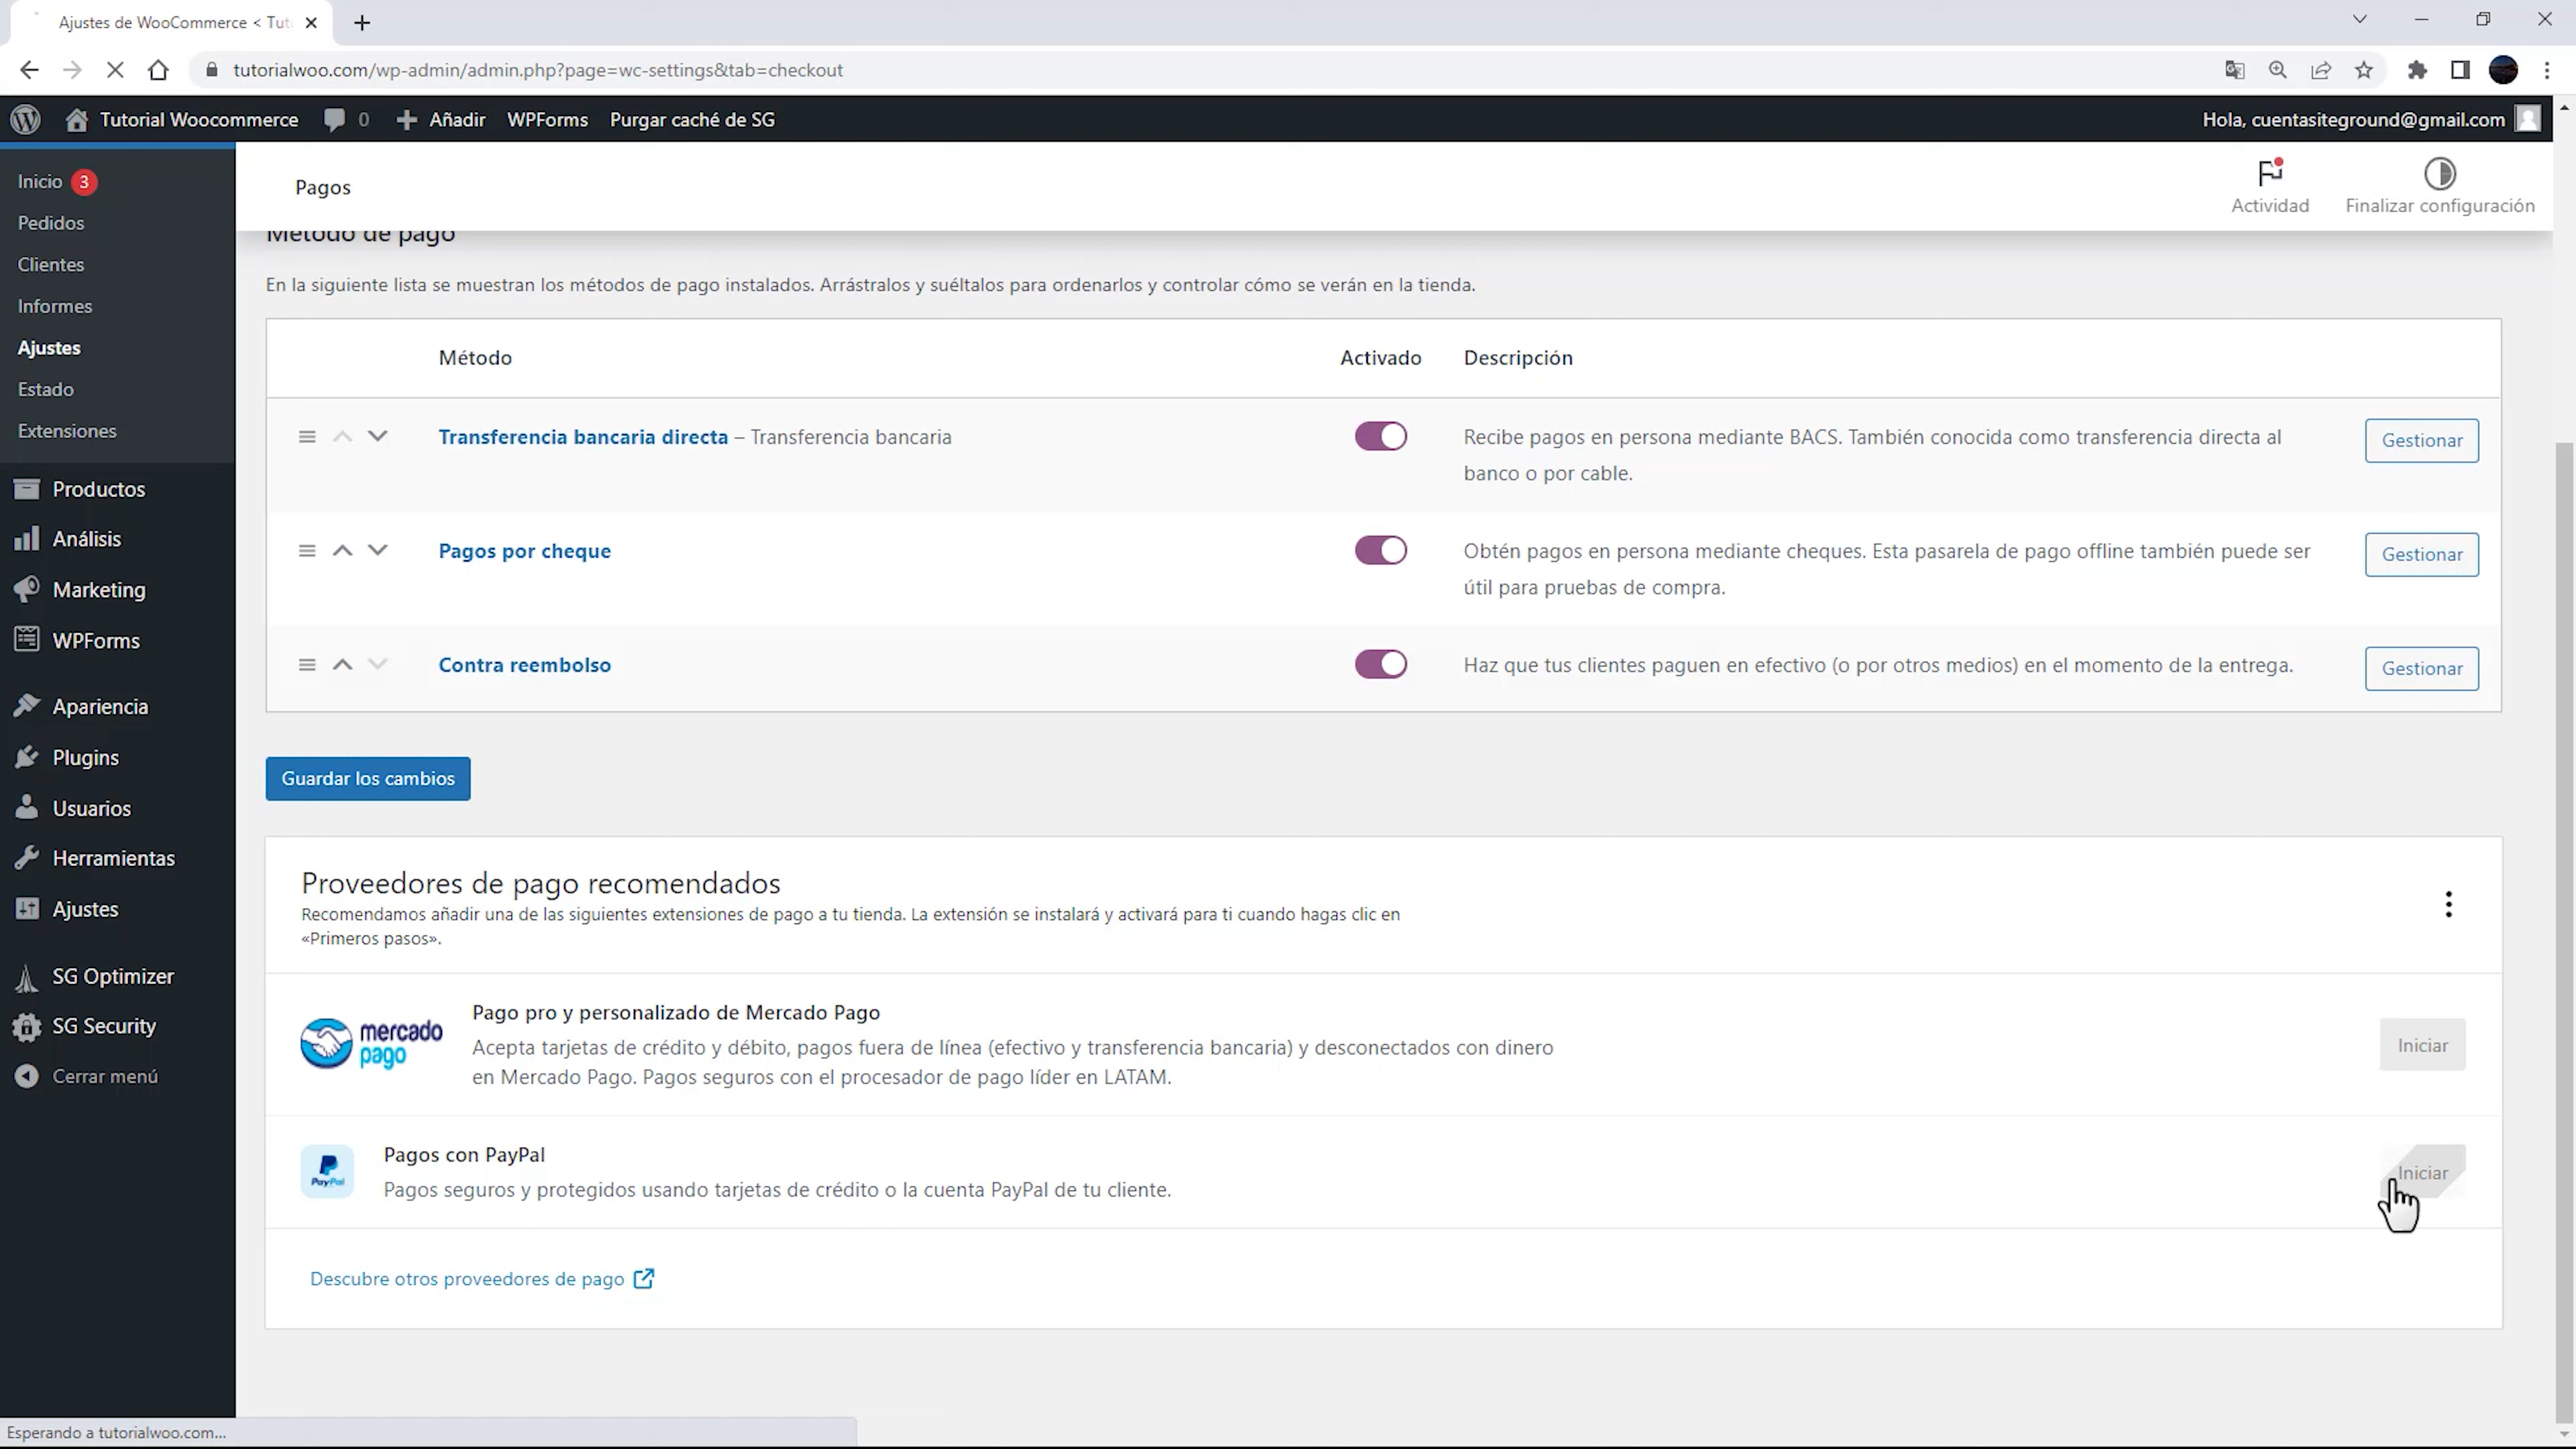 Ajustes de WooCommerce < Tut
tutorialwoo.com/wp-admin/admin.php?page=wc-settings&tab=checkout
Tutorial Woocommerce 0 Añadir WPForms Purgar caché de SG Hola, cuentasiteground@gmail.com
Inicio 3
Pedidos
Clientes
Informes
Ajustes
Estado
Extensiones
Productos
Análisis
Marketing
WPForms
Apariencia
Plugins
Usuarios
Herramientas
Ajustes
SG Optimizer
SG Security
Cerrar menú
Pagos
Actividad
Finalizar configuración
Método de pago
En la siguiente lista se muestran los métodos de pago instalados. Arrástralos y suéltalos para ordenarlos y controlar cómo se verán en la tienda.
Método Activado Descripción
Transferencia bancaria directa – Transferencia bancaria
Recibe pagos en persona mediante BACS. También conocida como transferencia directa al
banco o por cable.
Gestionar
Pagos por cheque
Obtén pagos en persona mediante cheques. Esta pasarela de pago offline también puede ser
útil para pruebas de compra.
Gestionar
Contra reembolso
Haz que tus clientes paguen en efectivo (o por otros medios) en el momento de la entrega.
Gestionar
Guardar los cambios
Proveedores de pago recomendados
Recomendamos añadir una de las siguientes extensiones de pago a tu tienda. La extensión se instalará y activará para ti cuando hagas clic en
«Primeros pasos».
mercado
pago
Pago pro y personalizado de Mercado Pago
Acepta tarjetas de crédito y débito, pagos fuera de línea (efectivo y transferencia bancaria) y desconectados con dinero
en Mercado Pago. Pagos seguros con el procesador de pago líder en LATAM.
Iniciar
PayPal
Pagos con PayPal
Pagos seguros y protegidos usando tarjetas de crédito o la cuenta PayPal de tu cliente.
Iniciar
Descubre otros proveedores de pago
Esperando a tutorialwoo.com...